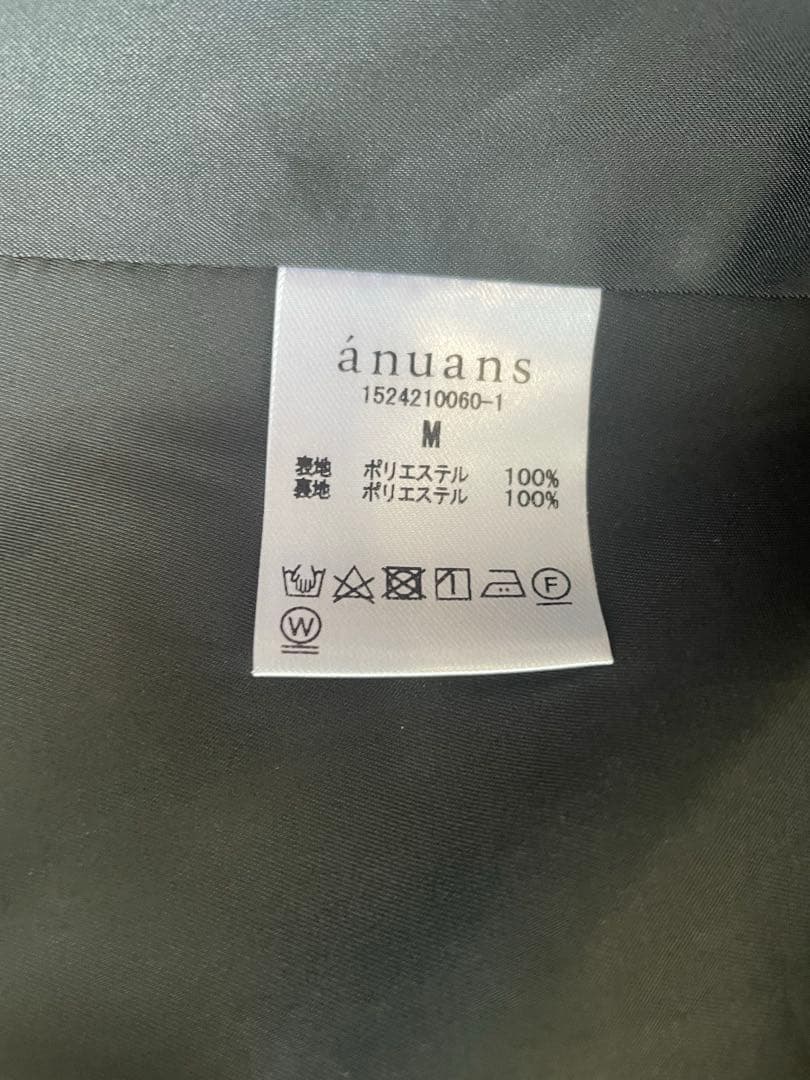 ánuans
1524210060-1
M
表地 ポリエステル 100%
裏地 ポリエステル 100%
F
W